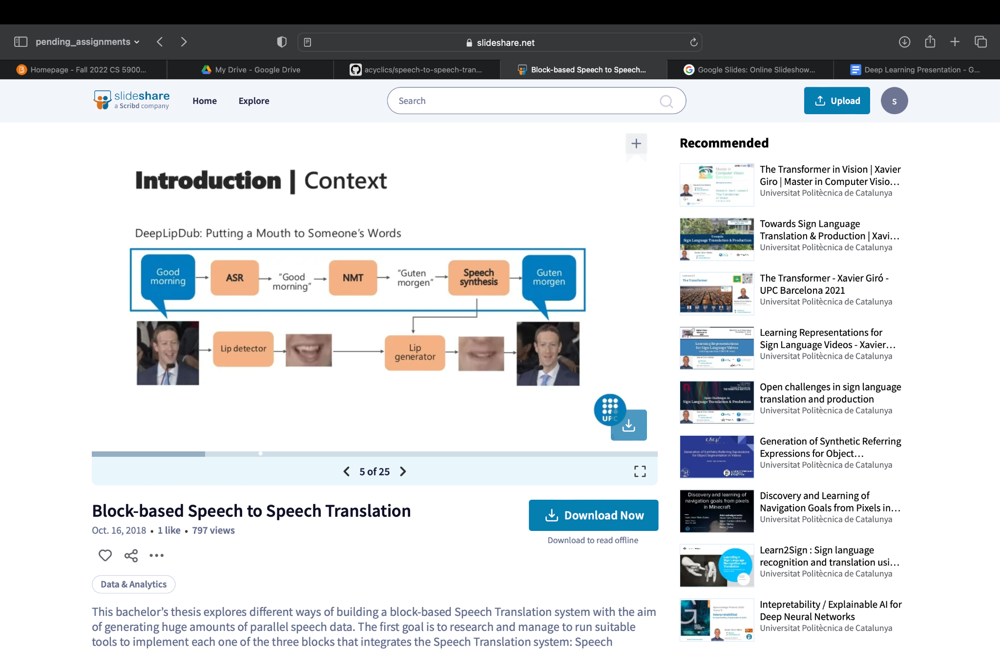 pending_assignments
slideshare.net
Homepage - Fall 2022 CS 5900...
My Drive - Google Drive
acyclics/speech-to-speech-tran...
Block-based Speech to Speech...
Google Slides: Online Slideshow...
Deep Learning Presentation - G...
slideshare
a Scribd company
Home
Explore
Search
Upload
s
Introduction | Context
DeepLipDub: Putting a Mouth to Someone's Words
Good
morning
ASR
"Good
morning"
NMT
"Guten
morgen"
Speech
synthesis
Guten
morgen
Lip detector
Lip
generator
UPC
5 of 25
Block-based Speech to Speech Translation
Oct. 16, 2018 • 1 like • 797 views
Download Now
Download to read offline
Data & Analytics
This bachelor's thesis explores different ways of building a block-based Speech Translation system with the aim
of generating huge amounts of parallel speech data. The first goal is to research and manage to run suitable
tools to implement each one of the three blocks that integrates the Speech Translation system: Speech
Recommended
The Transformer in Vision | Xavier
Giro | Master in Computer Visio...
Universitat Politècnica de Catalunya
Towards Sign Language
Translation & Production | Xavi...
Universitat Politècnica de Catalunya
The Transformer - Xavier Giró -
UPC Barcelona 2021
Universitat Politècnica de Catalunya
Learning Representations for
Sign Language Videos - Xavier...
Universitat Politècnica de Catalunya
Open challenges in sign language
translation and production
Universitat Politècnica de Catalunya
Generation of Synthetic Referring
Expressions for Object...
Universitat Politècnica de Catalunya
Discovery and learning of
navigation goals from pixels
in Minecraft
Discovery and Learning of
Navigation Goals from Pixels in...
Universitat Politècnica de Catalunya
Learn2Sign : Sign language
recognition and translation usi...
Universitat Politècnica de Catalunya
Intepretability / Explainable AI for
Deep Neural Networks
Universitat Politècnica de Catalunya